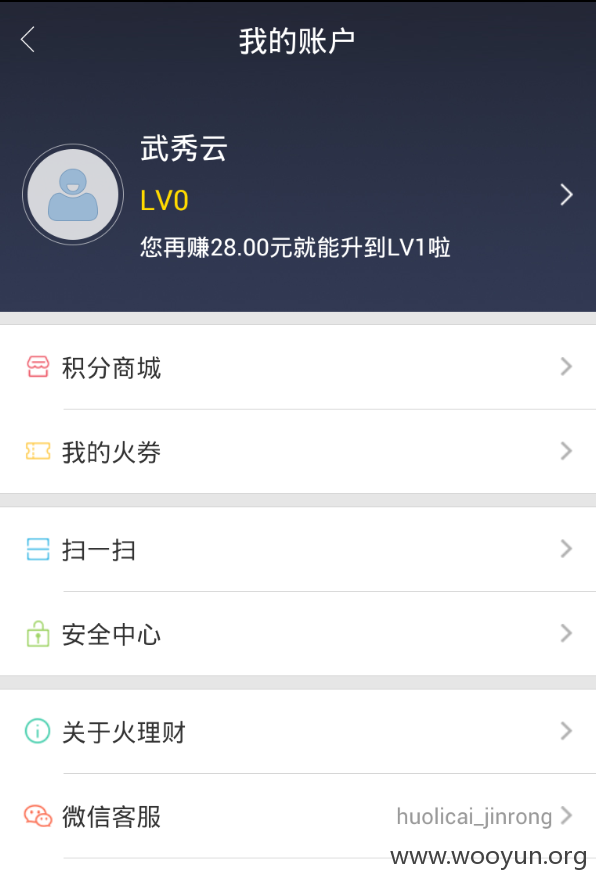 我的账户
武秀云
LV0
您再赚28.00元就能升到LV1啦
积分商城
我的火券
扫一扫
安全中心
关于火理财
微信客服 huolicai_jinrong
www.wooyun.org